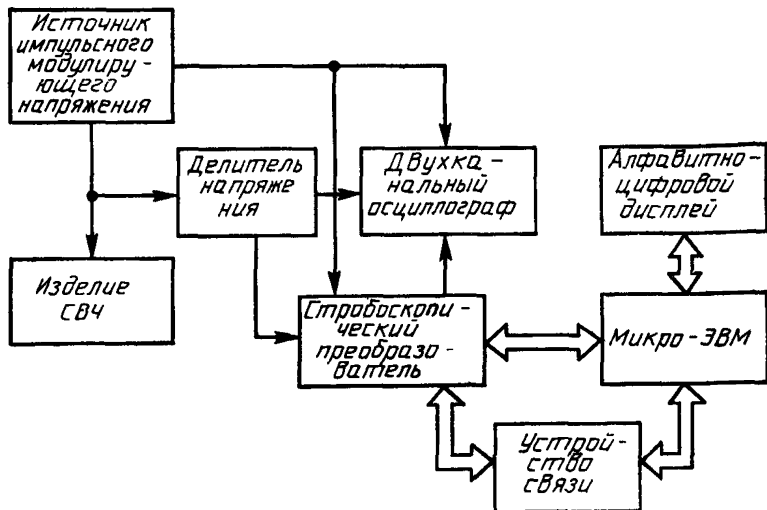 Источник
импульсного
модулиру-
ющего
напряжения
Делитель
напряже
ния
Двухка-
нальный
осциллограф
Алфавитно-
цифровой
дисплей
Изделие
СВЧ
Стробоскопи-
ческий
преобразо-
ватель
Микро-ЭВМ
Устрой-
ство
связи